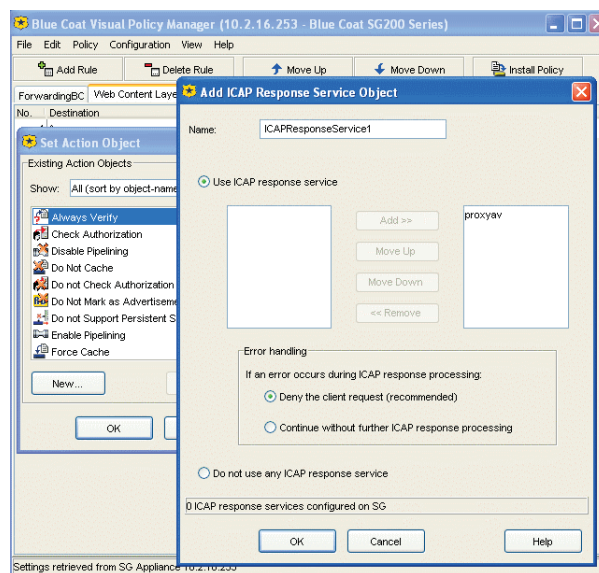 Blue Coat Visual Policy Manager (10.2.16.253 - Blue Coat SG200 Series)
File Edit Policy Configuration View Help
Add Rule Delete Rule Move Up Move Down Install Policy
ForwardingBC Web Content Laye
No. Destination
Set Action Object
Existing Action Objects
Show: All (sort by object-name
Always Verify
Check Authorization
Disable Pipelining
Do Not Cache
Do not Check Authorization
Do Not Mark as Advertiseme
Do not Support Persistent S
Enable Pipelining
Force Cache
New...
OK
Add ICAP Response Service Object
Name: ICAPResponseService1
Use ICAP response service
Add >>
proxyav
Move Up
Move Down
<< Remove
Error handling
If an error occurs during ICAP response processing:
Deny the client request (recommended)
Continue without further ICAP response processing
Do not use any ICAP response service
0 ICAP response services configured on SG
OK Cancel Help
Settings retrieved from SG Appliance 10.2.16.253